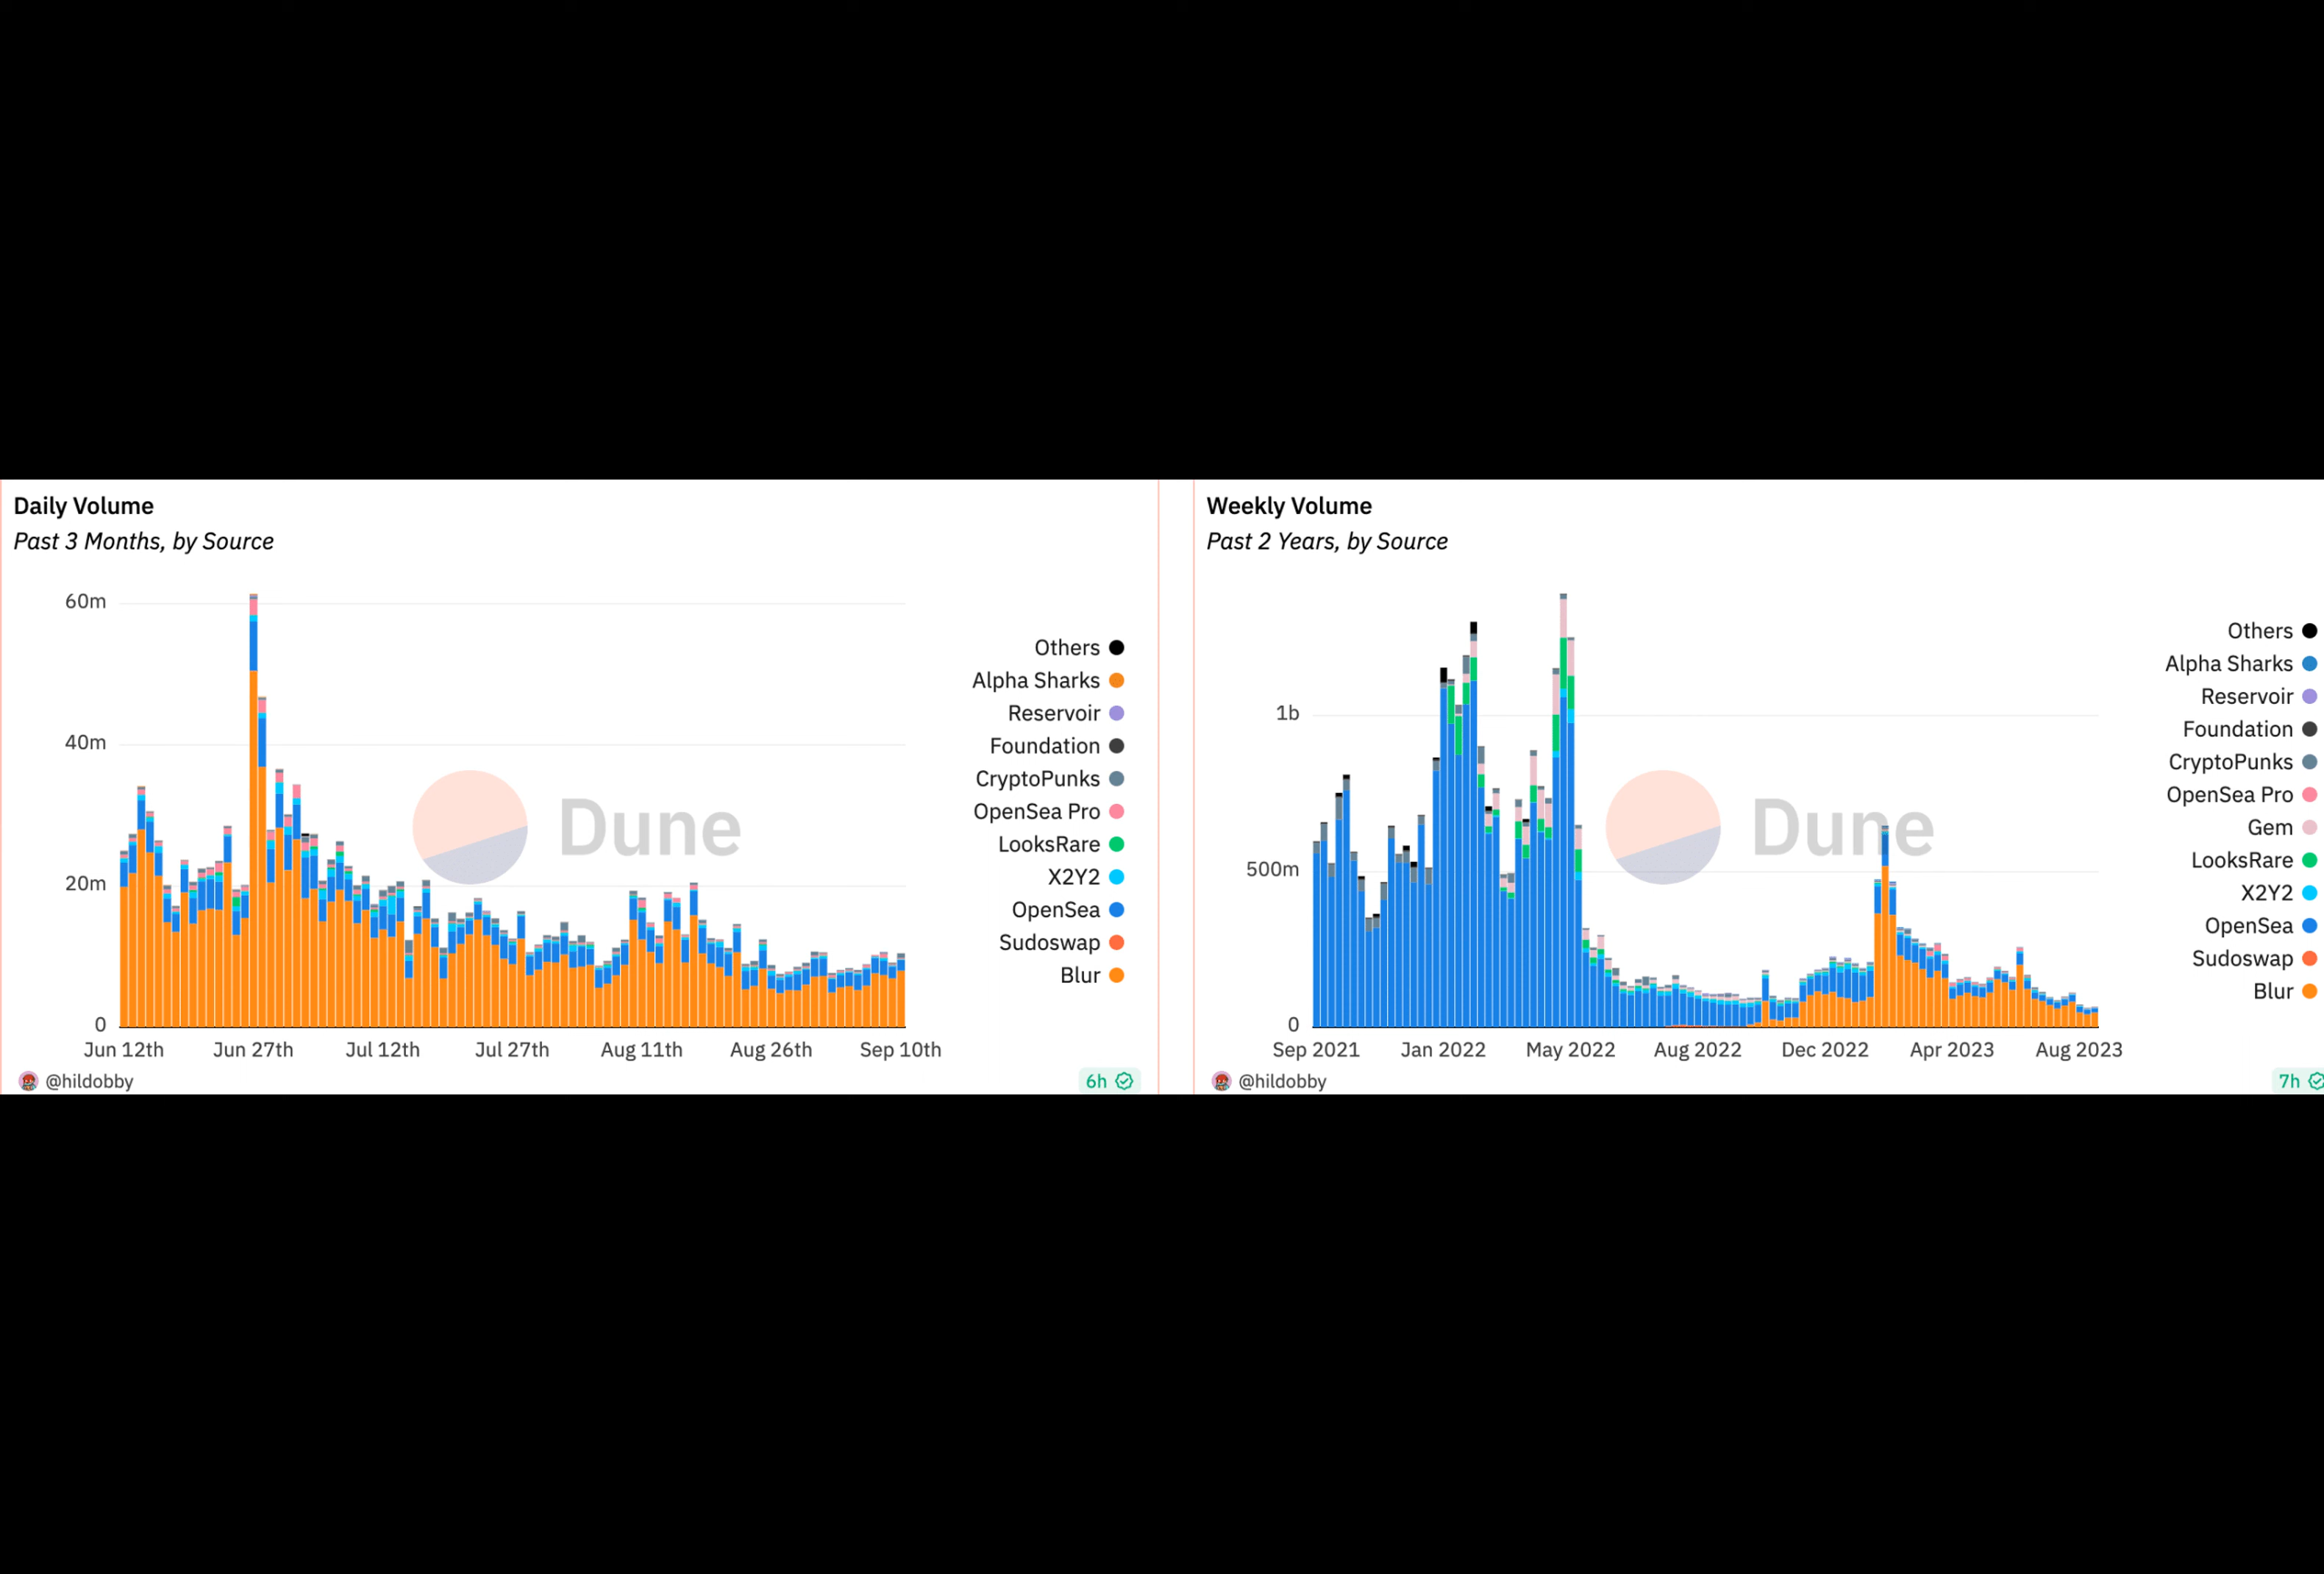 Daily Volume
Past 3 Months, by Source
60m
40m
20m
0
Jun 12th
Jun 27th
Jul 12th
Jul 27th
Aug 11th
Aug 26th
Sep 10th
Dune
Others
Alpha Sharks
Reservoir
Foundation
CryptoPunks
OpenSea Pro
LooksRare
X2Y2
OpenSea
Sudoswap
Blur
@hildobby
6h
Weekly Volume
Past 2 Years, by Source
1b
500m
0
Sep 2021
Jan 2022
May 2022
Aug 2022
Dec 2022
Apr 2023
Aug 2023
Dune
Others
Alpha Sharks
Reservoir
Foundation
CryptoPunks
OpenSea Pro
Gem
LooksRare
X2Y2
OpenSea
Sudoswap
Blur
@hildobby
7h